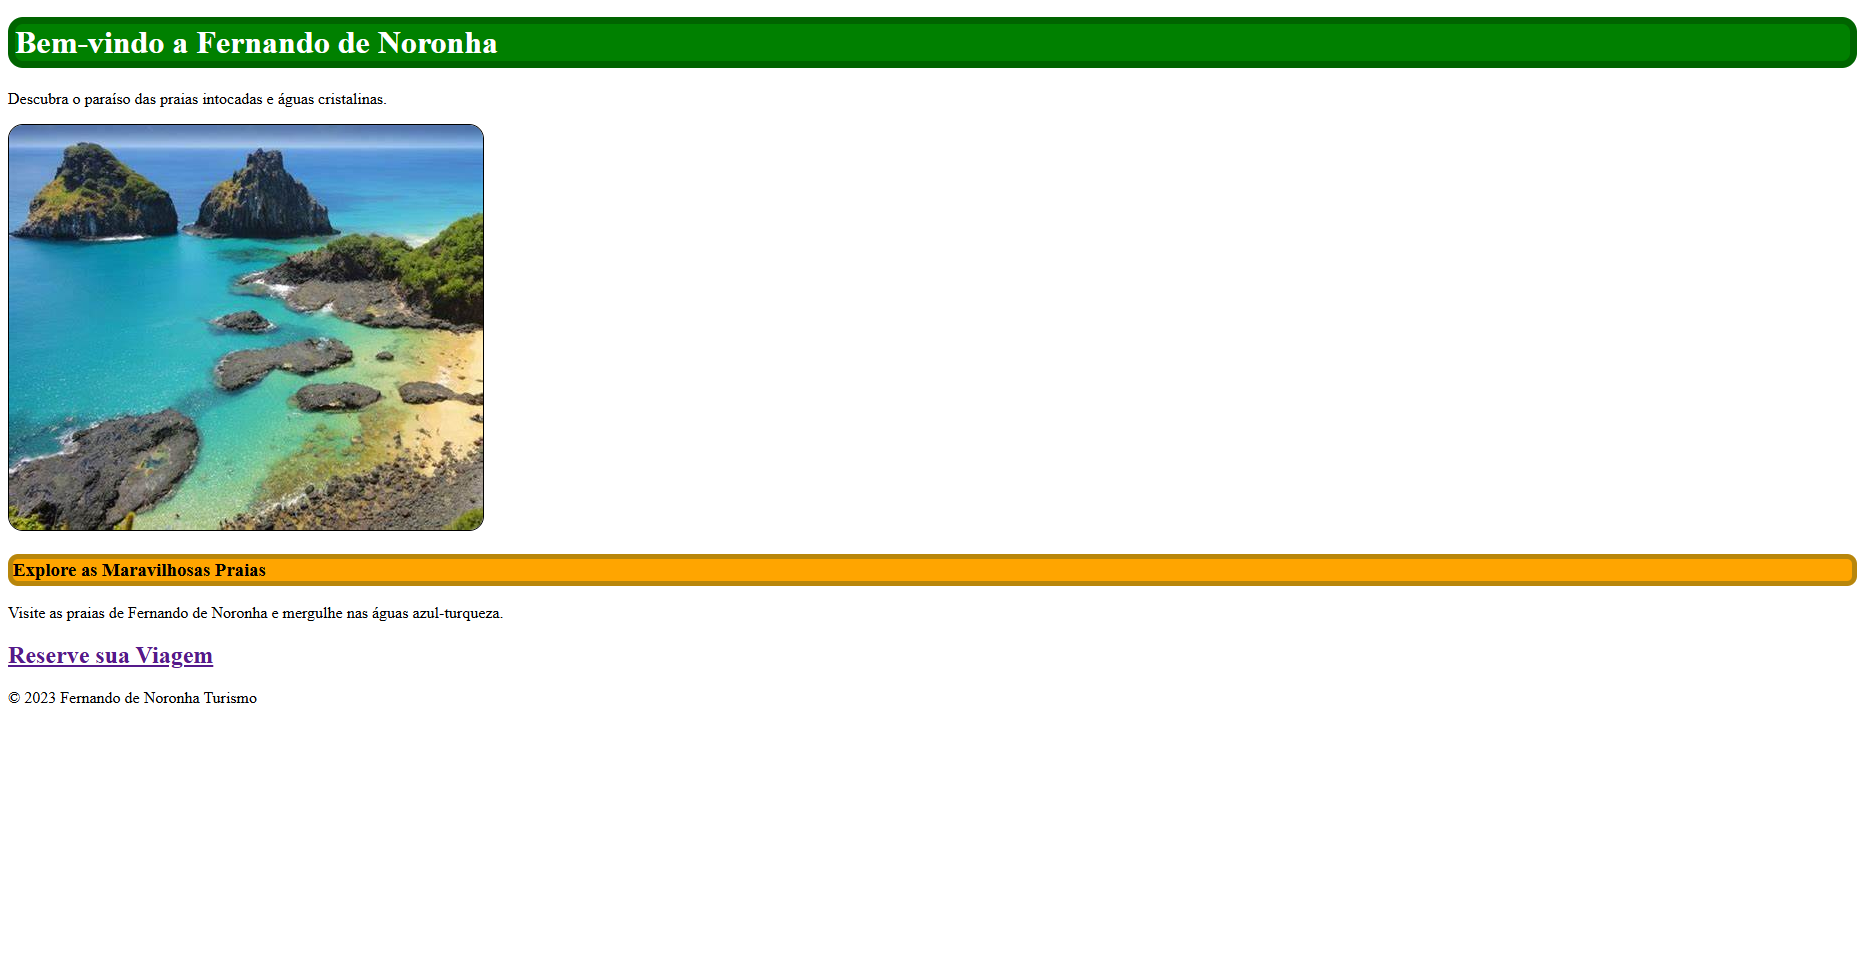 Bem-vindo a Fernando de Noronha
Descubra o paraíso das praias intocadas e águas cristalinas.
Explore as Maravilhosas Praias
Visite as praias de Fernando de Noronha e mergulhe nas águas azul-turqueza.
Reserve sua Viagem
© 2023 Fernando de Noronha Turismo